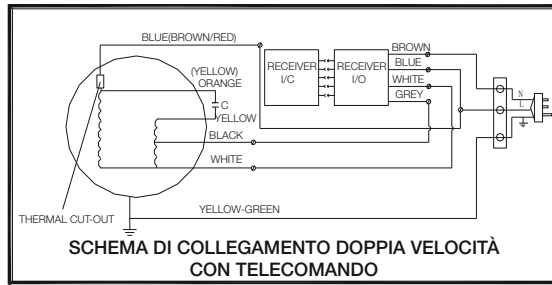 BLUE(BROWN/RED)
BROWN
RECEIVER
I/C
RECEIVER
I/O
BLUE
WHITE
GREY
(YELLOW)
ORANGE
C
YELLOW
BLACK
WHITE
N
L
THERMAL CUT-OUT
YELLOW-GREEN
SCHEMA DI COLLEGAMENTO DOPPIA VELOCITÀ
CON TELECOMANDO